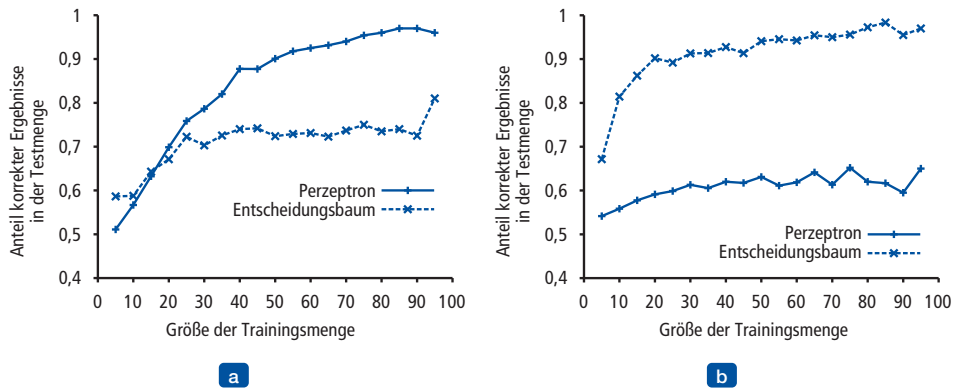 Anteil korrekter Ergebnisse
in der Testmenge
1
0,9
0,8
0,7
0,6
0,5
0,4
Perzeptron
Entscheidungsbaum
0 10 20 30 40 50 60 70 80 90 100
Größe der Trainingsmenge
a
Anteil korrekter Ergebnisse
in der Testmenge
1
0,9
0,8
0,7
0,6
0,5
0,4
Perzeptron
Entscheidungsbaum
0 10 20 30 40 50 60 70 80 90 100
Größe der Trainingsmenge
b